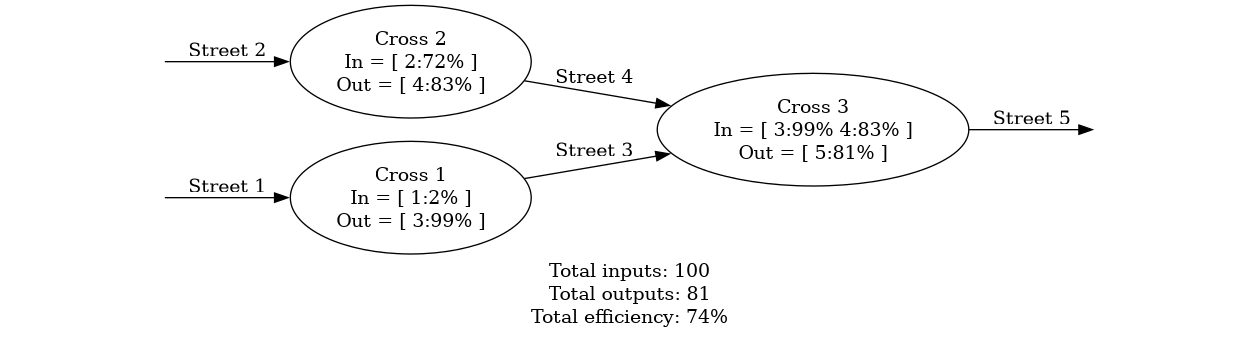 Street 2
Cross 2
In = [ 2:72% ]
Out = [ 4:83% ]
Street 4
Cross 3
In = [ 3:99% 4:83% ]
Out = [ 5:81% ]
Street 5
Street 3
Street 1
Cross 1
In = [ 1:2% ]
Out = [ 3:99% ]
Total inputs: 100
Total outputs: 81
Total efficiency: 74%